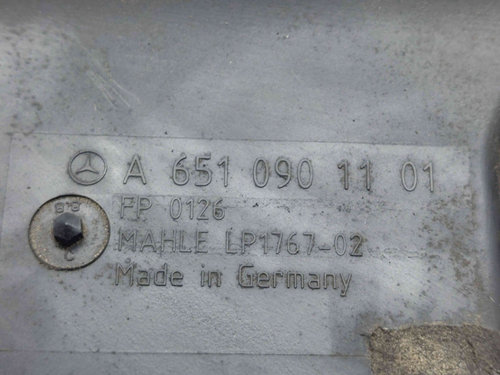 A 651 090 11 01
FP 0126
MAHLE LP1767-02
Made in Germany